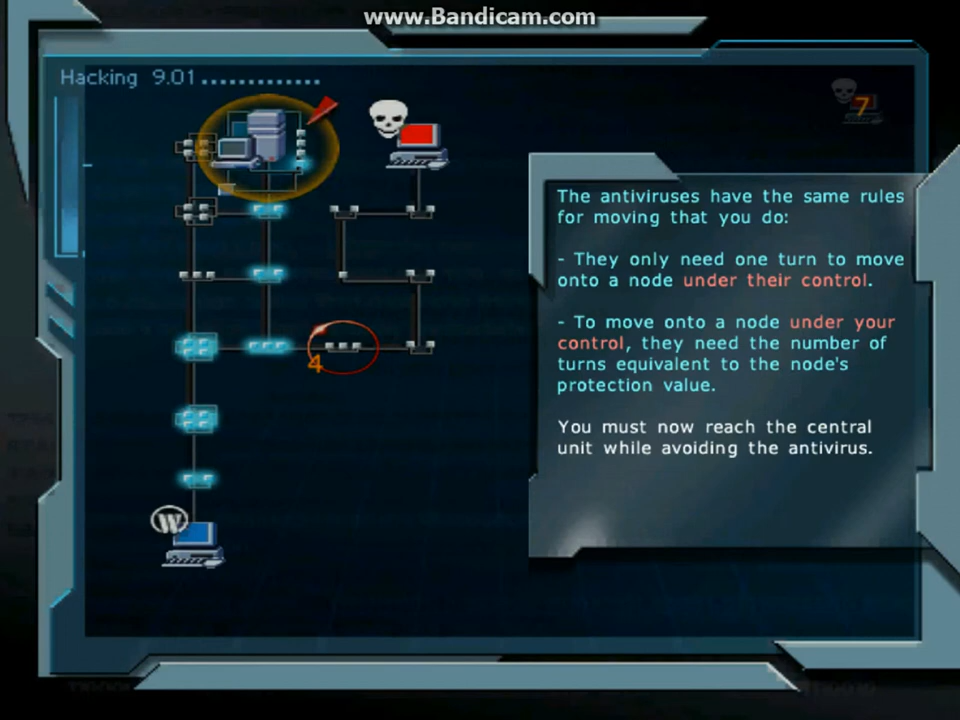 www.Bandicam.com
Hacking 9.01.............
7
The antiviruses have the same rules
for moving that you do:
- They only need one turn to move
onto a node under their control.
- To move onto a node under your
control, they need the number of
turns equivalent to the node's
protection value.
You must now reach the central
unit while avoiding the antivirus.
4
W